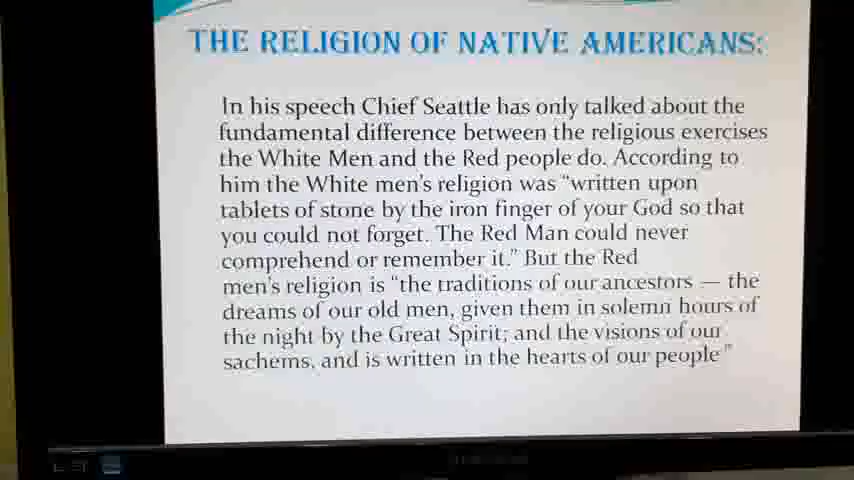 THE RELIGION OF NATIVE AMERICANS:
In his speech Chief Seattle has only talked about the
fundamental difference between the religious exercises
the White Men and the Red people do. According to
him the White men's religion was “written upon
tablets of stone by the iron finger of your God so that
you could not forget. The Red Man could never
comprehend or remember it.” But the Red
men's religion is “the traditions of our ancestors — the
dreams of our old men, given them in solemn hours of
the night by the Great Spirit; and the visions of our
sachems, and is written in the hearts of our people”